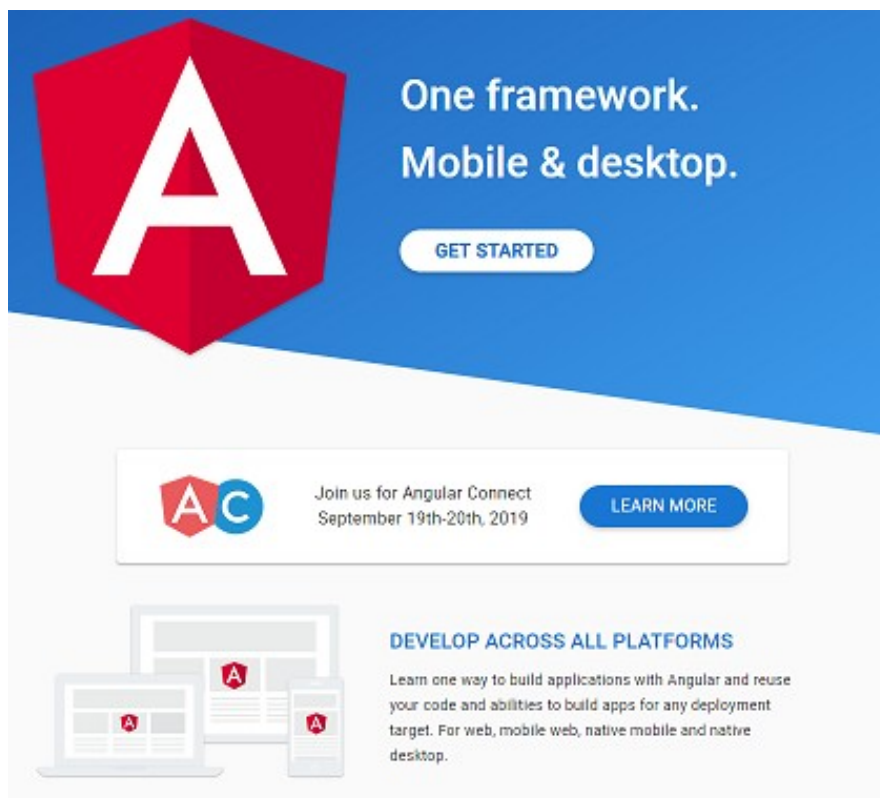 A
One framework.
Mobile & desktop.
GET STARTED
AC
Join us for Angular Connect
September 19th-20th, 2019
LEARN MORE
A
A
A
DEVELOP ACROSS ALL PLATFORMS
Learn one way to build applications with Angular and reuse
your code and abilities to build apps for any deployment
target. For web, mobile web, native mobile and native
desktop.